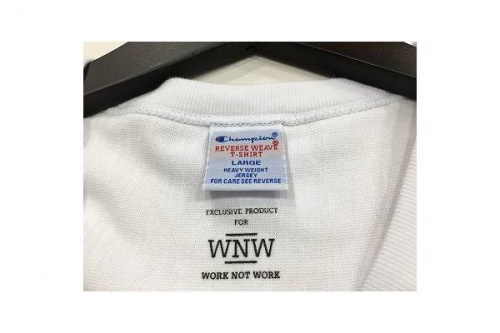 Champion®
REVERSE WEAVE®
T-SHIRT
LARGE
HEAVY WEIGHT
JERSEY
FOR CARE SEE REVERSE
EXCLUSIVE PRODUCT
FOR
WNW
WORK NOT WORK